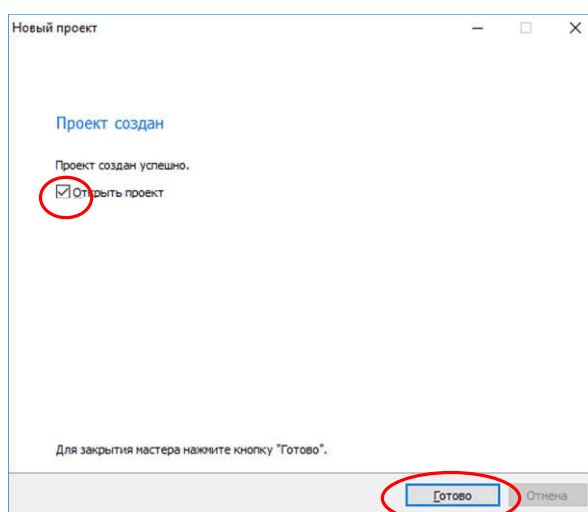 Новый проект
Проект создан
Проект создан успешно.
Открыть проект
Для закрытия мастера нажмите кнопку "Готово".
Готово
Отмена